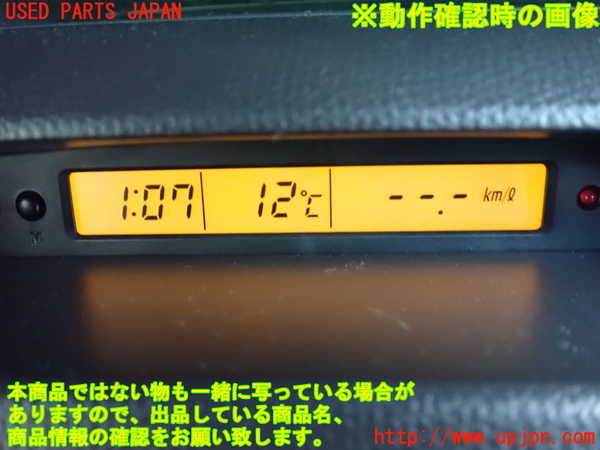 USED PARTS JAPAN
※動作確認時の画像
1:07 12℃ --.- km/ℓ
本商品ではない物も一緒に写っている場合が
ありますので、出品している商品名、
商品情報の確認をお願い致します。
http://www.upjpn.com/